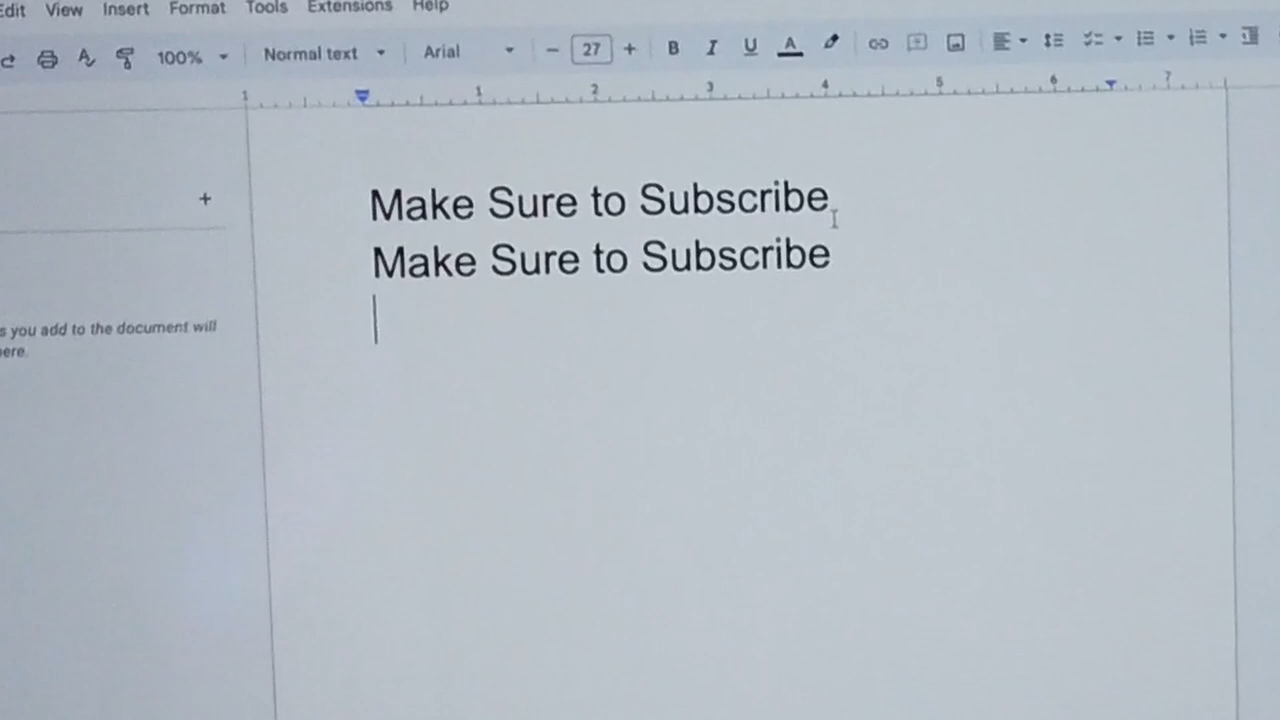 Edit View Insert Format Tools Extensions Help
100% Normal text Arial − 27 + B I U A
1 1 2 3 4 5 6 7
+
Make Sure to Subscribe
Make Sure to Subscribe
s you add to the document will
ere.